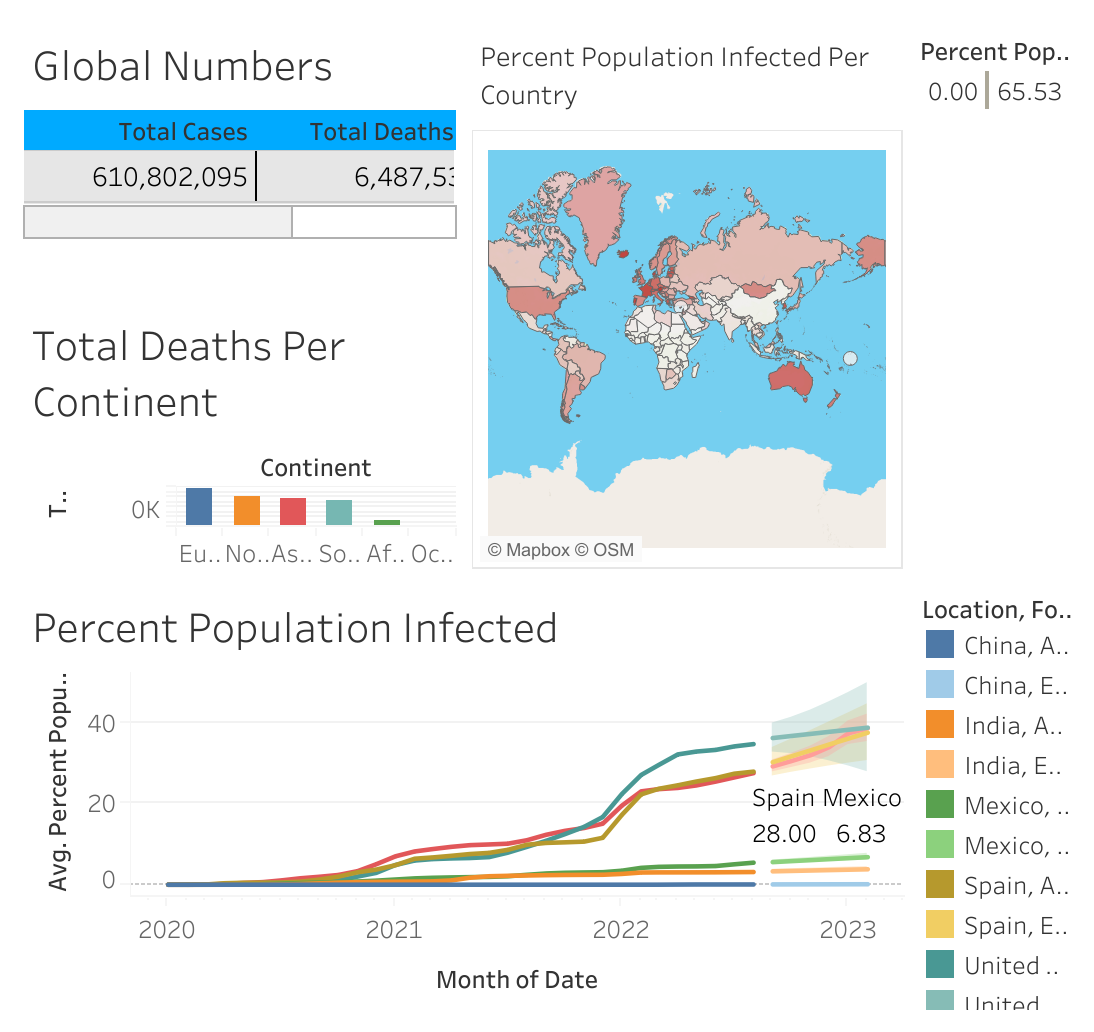 Global Numbers
Total Cases Total Deaths
610,802,095 6,487,53
Percent Population Infected Per
Country
Percent Pop..
0.00 65.53
© Mapbox © OSM
Total Deaths Per
Continent
Continent
T..
0K
Eu.. No.. As.. So.. Af.. Oc..
Percent Population Infected
Avg. Percent Popu..
40
20
0
Spain Mexico
28.00 6.83
2020 2021 2022 2023
Month of Date
Location, Fo..
China, A..
China, E..
India, A..
India, E..
Mexico, ..
Mexico, ..
Spain, A..
Spain, E..
United ..
United